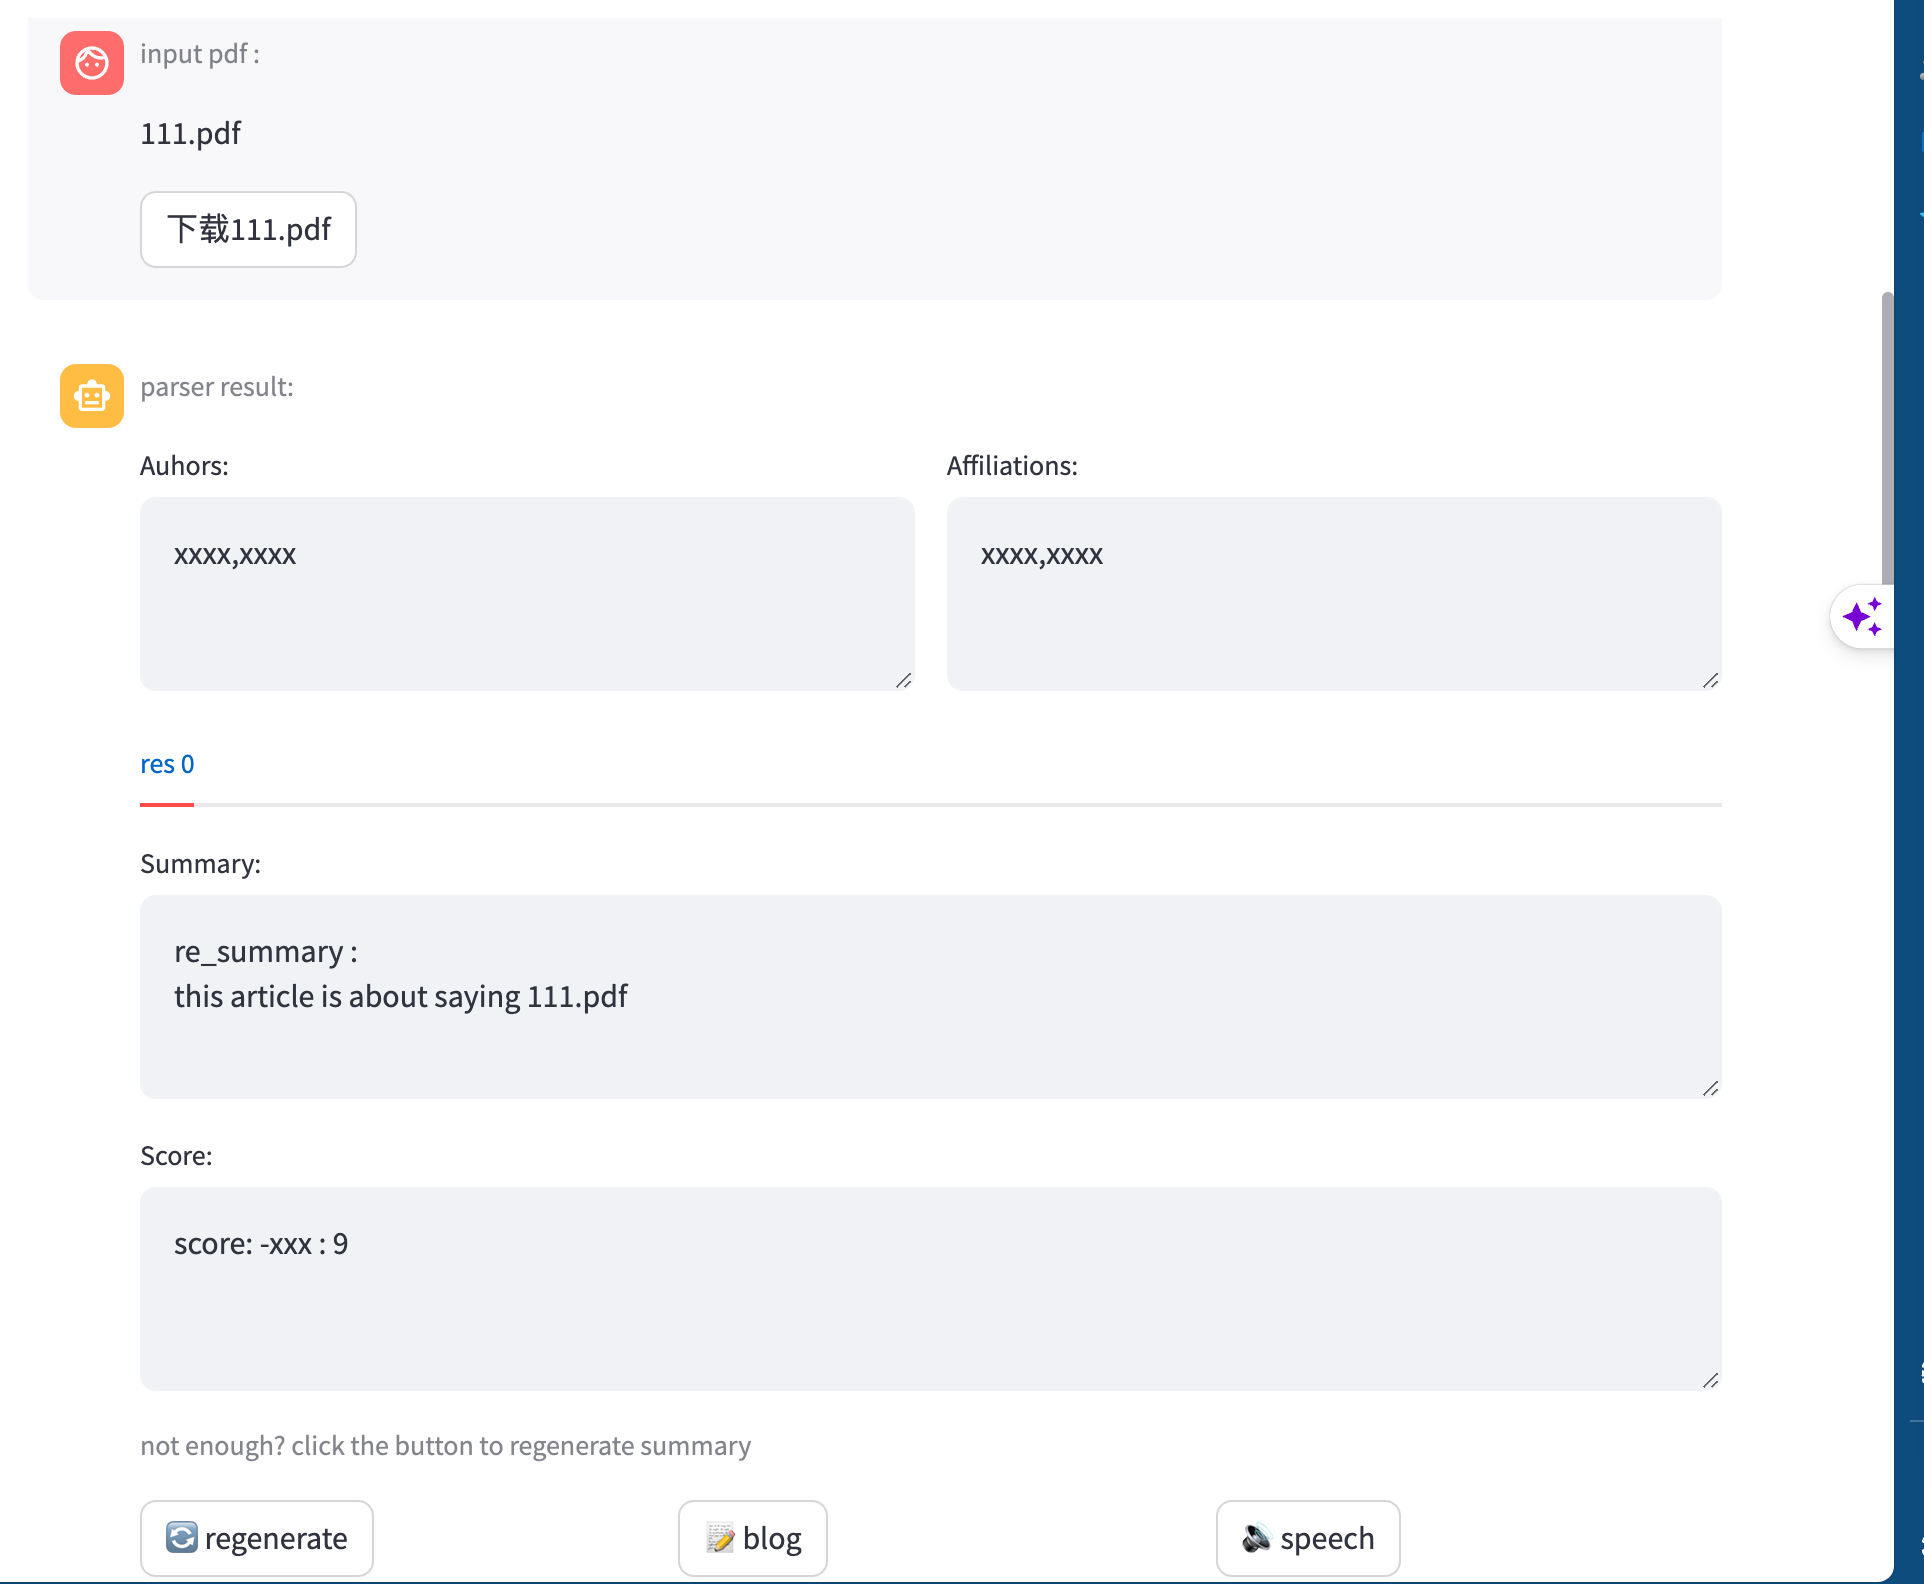 input pdf :
111.pdf
下载111.pdf
parser result:
Auhors:
Affiliations:
xxxx,xxxx
xxxx,xxxx
res 0
Summary:
re_summary :
this article is about saying 111.pdf
Score:
score: -xxx : 9
not enough? click the button to regenerate summary
regenerate
blog
speech